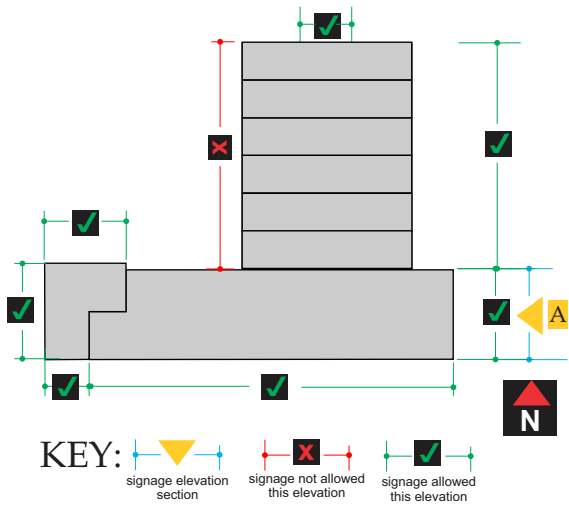 A
N
KEY:
signage elevation
section
signage not allowed
this elevation
signage allowed
this elevation